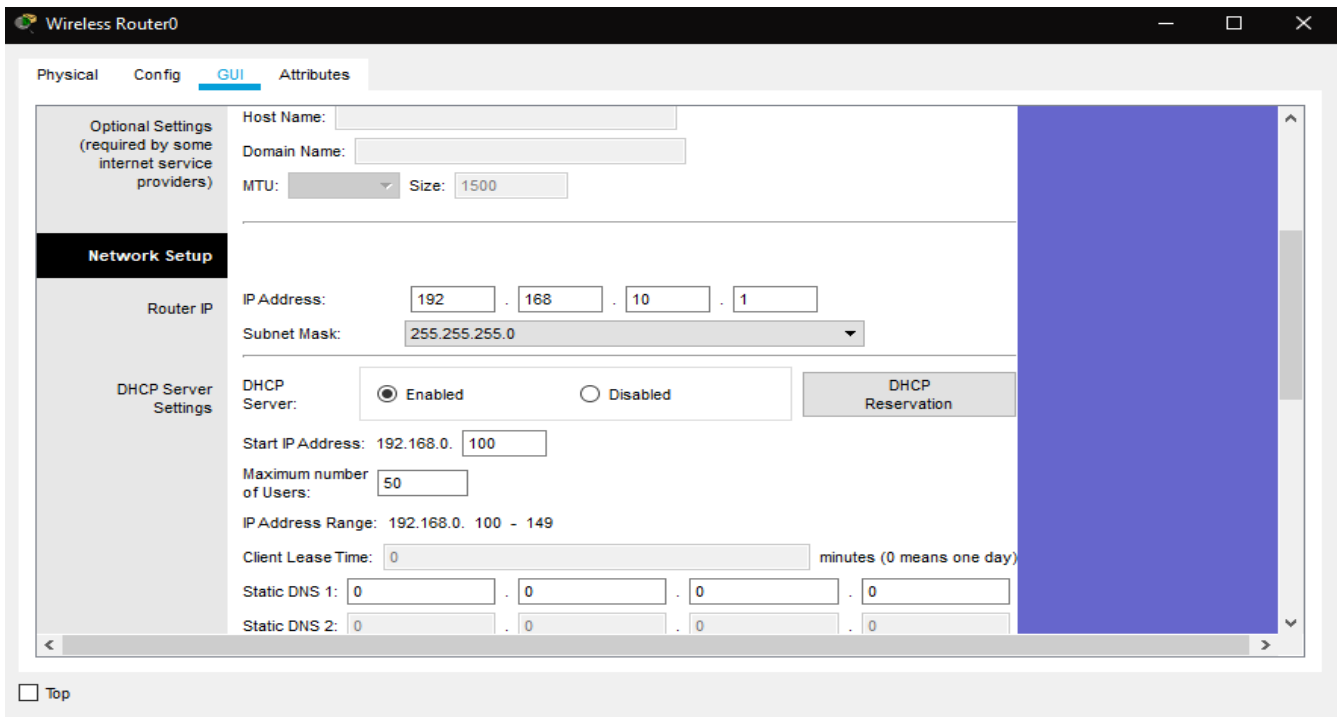 Wireless Router0
Physical Config GUI Attributes
Optional Settings
(required by some
internet service
providers)
Host Name:
Domain Name:
MTU: Size: 1500
Network Setup
Router IP
IP Address: 192 . 168 . 10 . 1
Subnet Mask: 255.255.255.0
DHCP Server
Settings
DHCP
Server: Enabled Disabled DHCP
Reservation
Start IP Address: 192.168.0. 100
Maximum number
of Users: 50
IP Address Range: 192.168.0. 100 - 149
Client Lease Time: 0 minutes (0 means one day)
Static DNS 1: 0 . 0 . 0 . 0
Static DNS 2: 0 . 0 . 0 . 0
Top